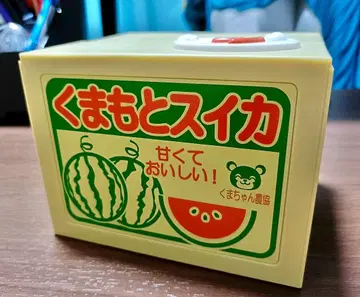 くまもとスイカ
甘くて
おいしい！
くまちゃん農協